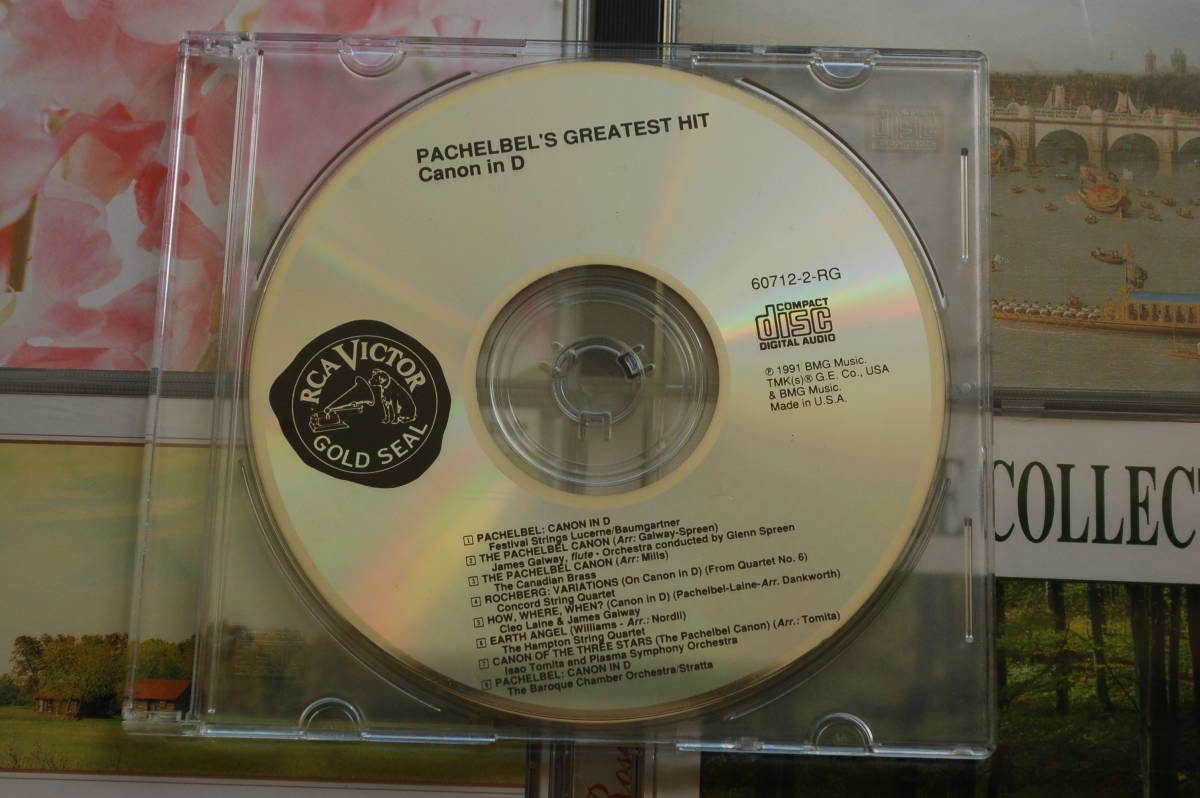 PACHELBEL'S GREATEST HIT
Canon in D
60712-2-RG
COMPACT
disc
DIGITAL AUDIO
℗ 1991 BMG Music.
TMK(s)® G.E. Co., USA
& BMG Music.
Made in U.S.A.
RCA VICTOR
GOLD SEAL
1 PACHELBEL: CANON IN D
Festival Strings Lucerne/Baumgartner
2 THE PACHELBEL CANON (Arr: Galway-Spreen)
James Galway, flute • Orchestra conducted by Glenn Spreen
3 THE PACHELBEL CANON (Arr: Mills)
The Canadian Brass
4 ROCHBERG: VARIATIONS (On Canon in D) (From Quartet No. 6)
Concord String Quartet
5 HOW, WHERE, WHEN? (Canon in D) (Pachelbel-Laine-Arr. Dankworth)
Cleo Laine & James Galway
6 EARTH ANGEL (Williams - Arr.: Nordli)
The Hampton String Quartet
7 CANON OF THE THREE STARS (The Pachelbel Canon) (Arr.: Tomita)
Isao Tomita and Plasma Symphony Orchestra
8 PACHELBEL: CANON IN D
The Baroque Chamber Orchestra/Stratta
disc
E COLLECT
Rose